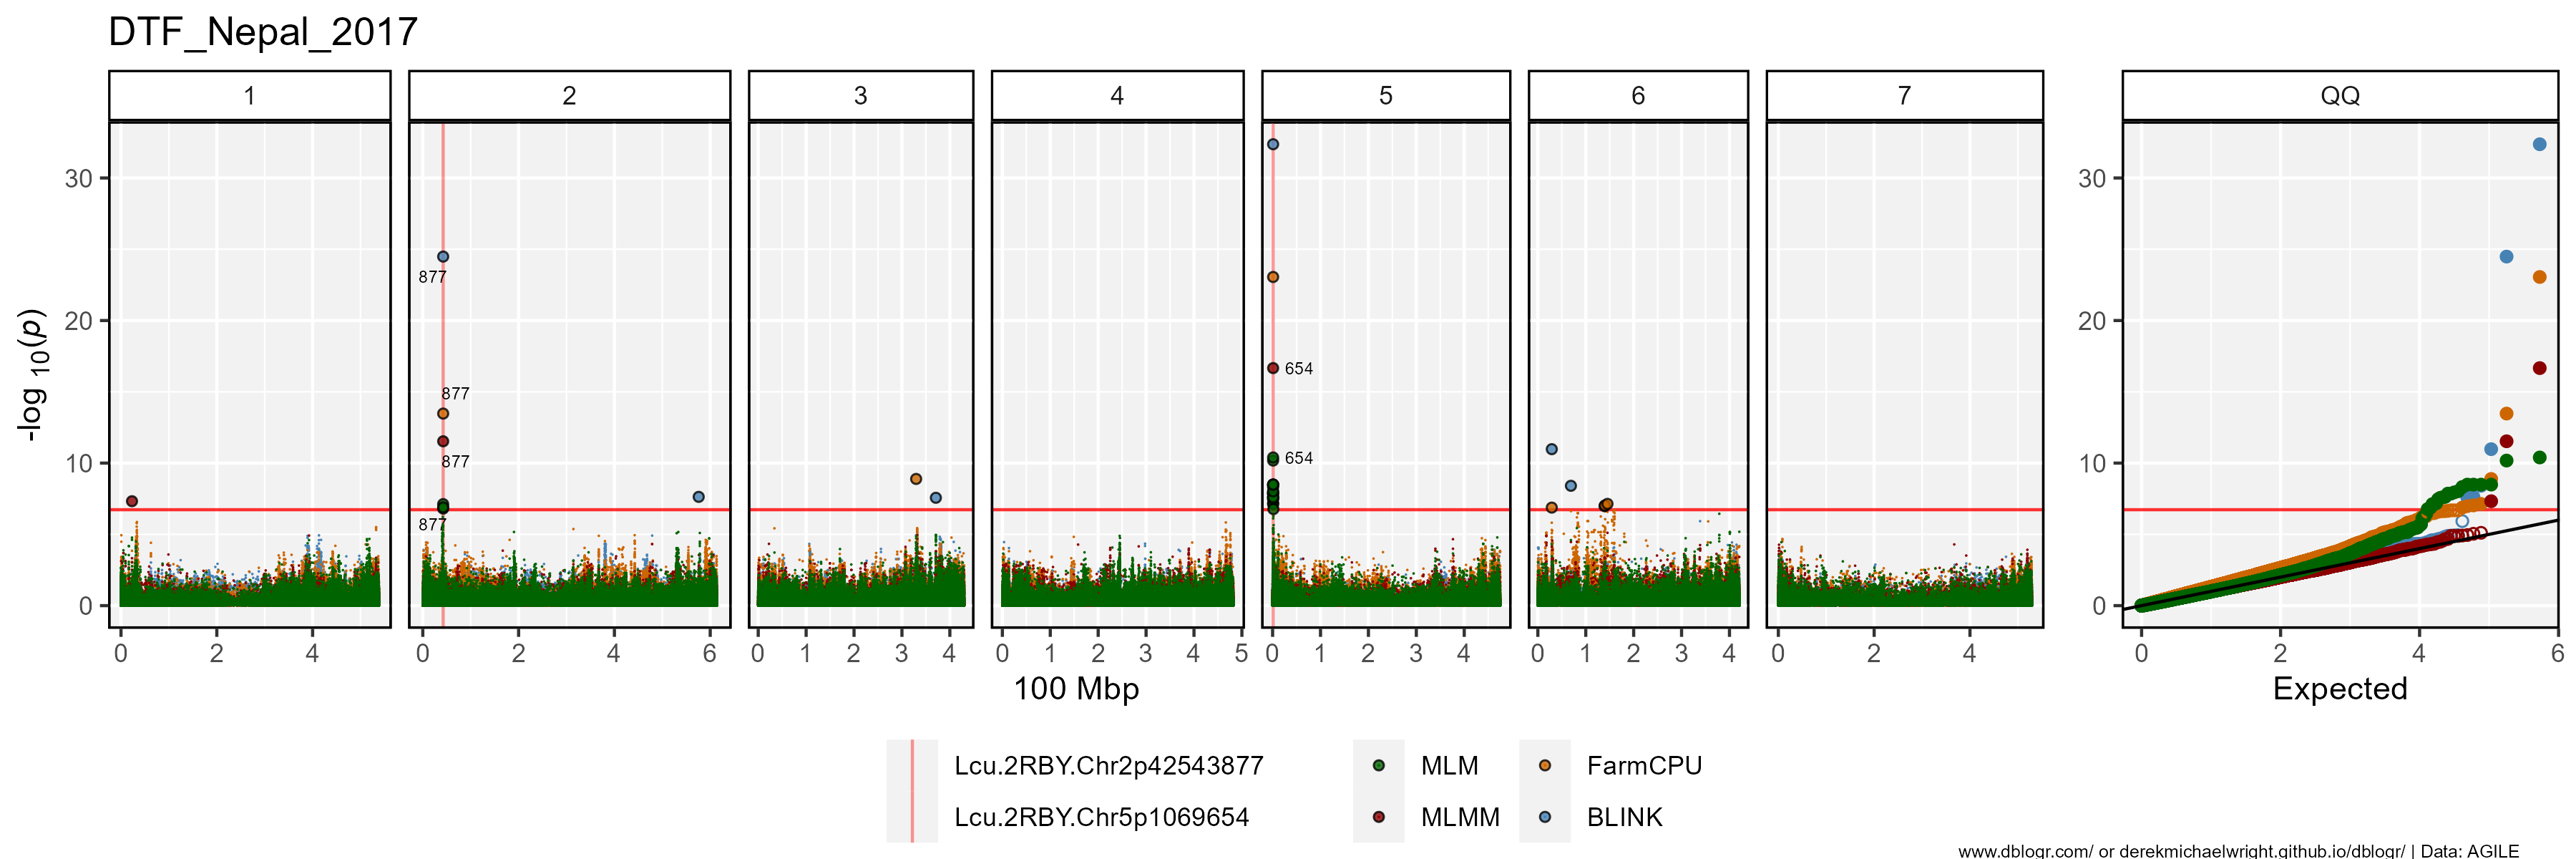 DTF_Nepal_2017
1 2 3 4 5 6 7 QQ
30 30
877
20 20
877
654
877
10 654 10
877
0 0
0 2 4 0 2 4 6 0 1 2 3 4 0 1 2 3 4 5 0 1 2 3 4 0 1 2 3 4 0 2 4 0 2 4 6
-log 10(p)
100 Mbp Expected
Lcu.2RBY.Chr2p42543877 MLM FarmCPU
Lcu.2RBY.Chr5p1069654 MLMM BLINK
www.dblogr.com/ or derekmichaelwright.github.io/dblogr/ | Data: AGILE